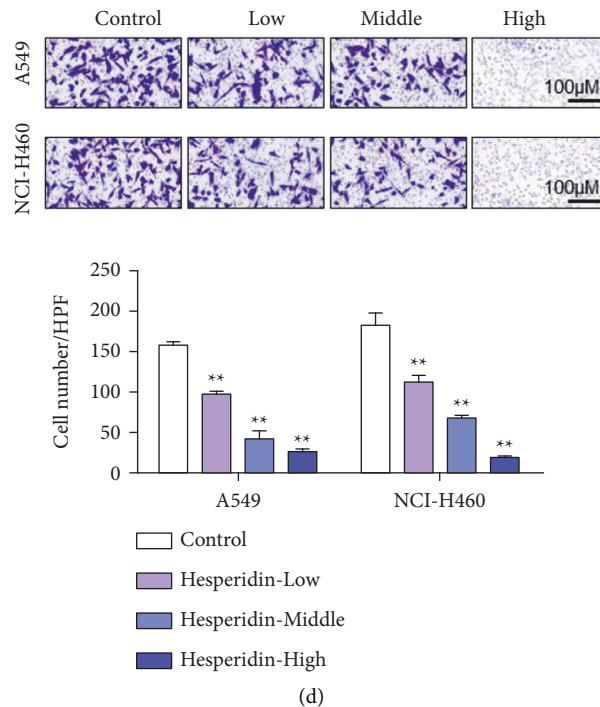 Control Low Middle High
A549
100μM
NCI-H460
100μM
Cell number/HPF
250
200
150
100
50
0
**
**
**
**
**
**
A549 NCI-H460
Control
Hesperidin-Low
Hesperidin-Middle
Hesperidin-High
(d)